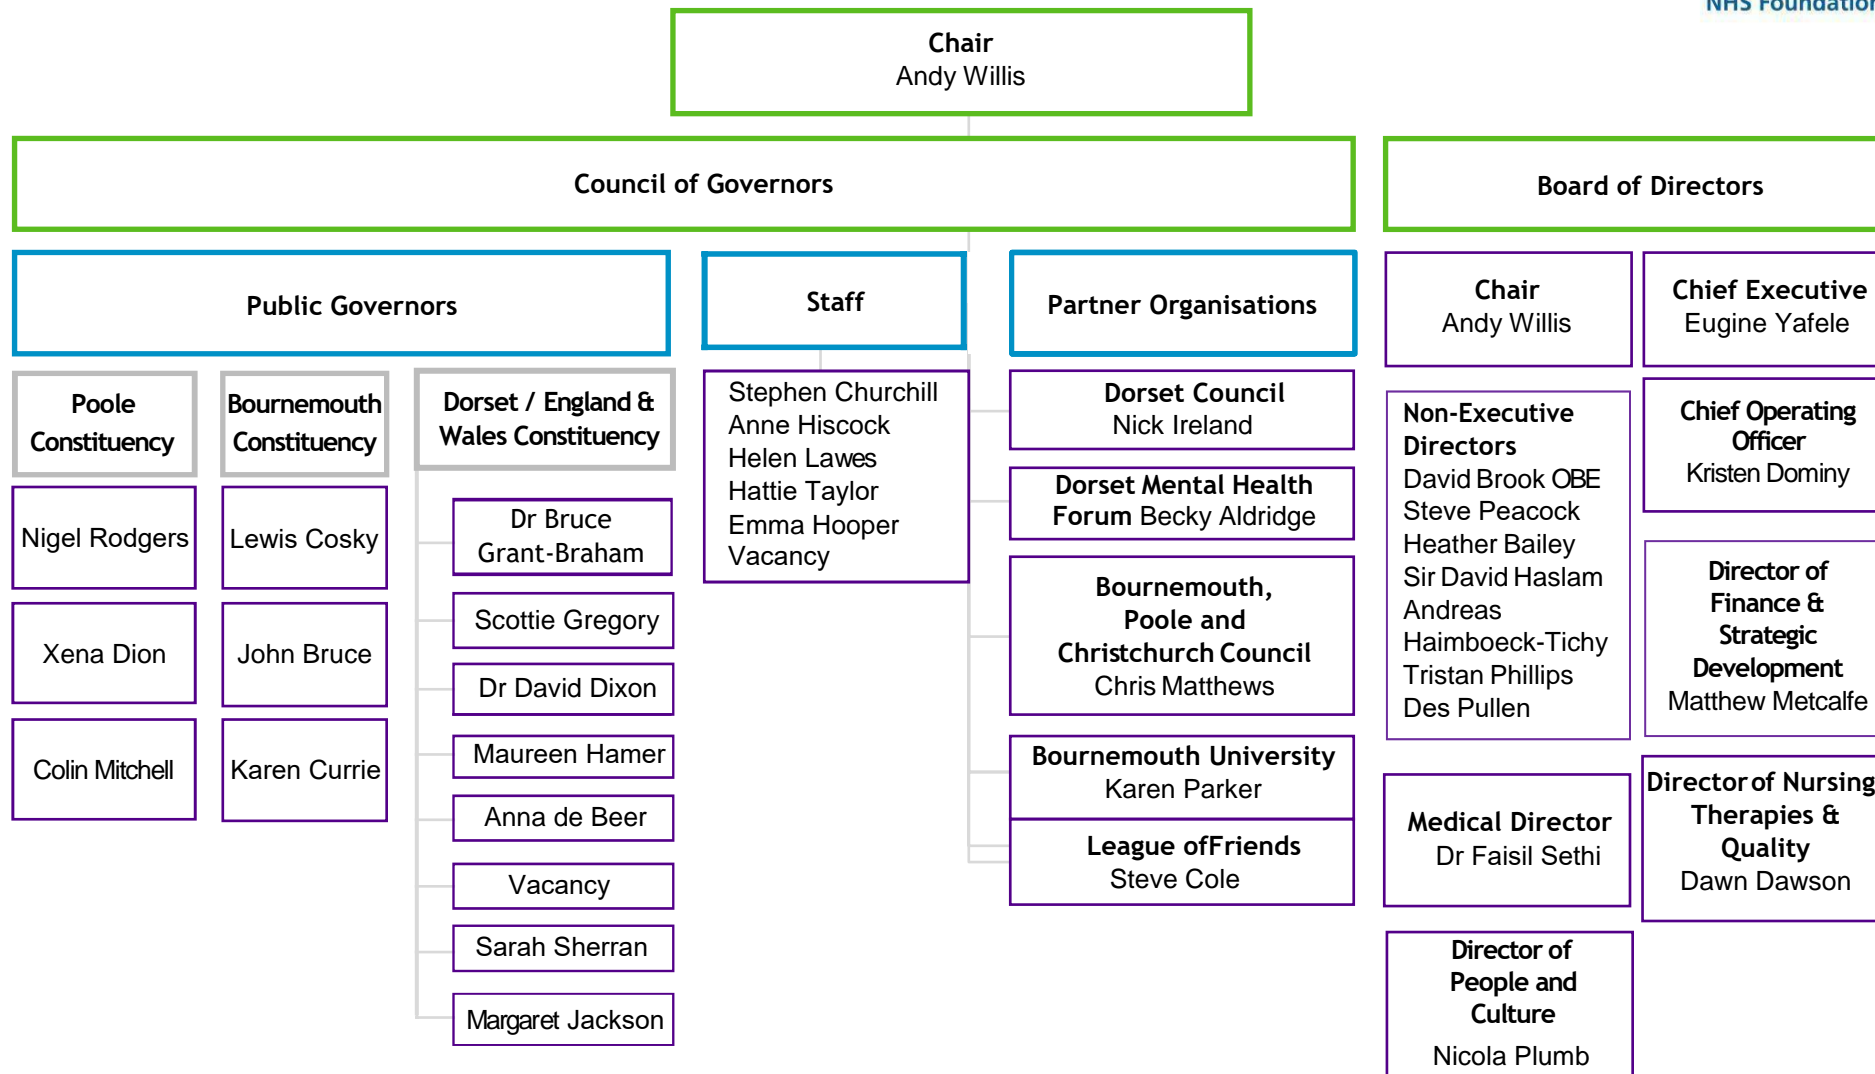 NHS Foundation
Chair
Andy Willis
Council of Governors
Board of Directors
Public Governors
Staff
Partner Organisations
Chair
Andy Willis
Chief Executive
Eugine Yafele
Poole
Constituency
Nigel Rodgers
Xena Dion
Colin Mitchell
Bournemouth
Constituency
Lewis Cosky
John Bruce
Karen Currie
Dorset / England &
Wales Constituency
Dr Bruce
Grant-Braham
Scottie Gregory
Dr David Dixon
Maureen Hamer
Anna de Beer
Vacancy
Sarah Sherran
Margaret Jackson
Stephen Churchill
Anne Hiscock
Helen Lawes
Hattie Taylor
Emma Hooper
Vacancy
Dorset Council
Nick Ireland
Dorset Mental Health
Forum Becky Aldridge
Bournemouth,
Poole and
Christchurch Council
Chris Matthews
Bournemouth University
Karen Parker
League ofFriends
Steve Cole
Non-Executive
Directors
David Brook OBE
Steve Peacock
Heather Bailey
Sir David Haslam
Andreas
Haimboeck-Tichy
Tristan Phillips
Des Pullen
Medical Director
Dr Faisil Sethi
Director of
People and
Culture
Nicola Plumb
Chief Operating
Officer
Kristen Dominy
Director of
Finance &
Strategic
Development
Matthew Metcalfe
Director of Nursing
Therapies &
Quality
Dawn Dawson